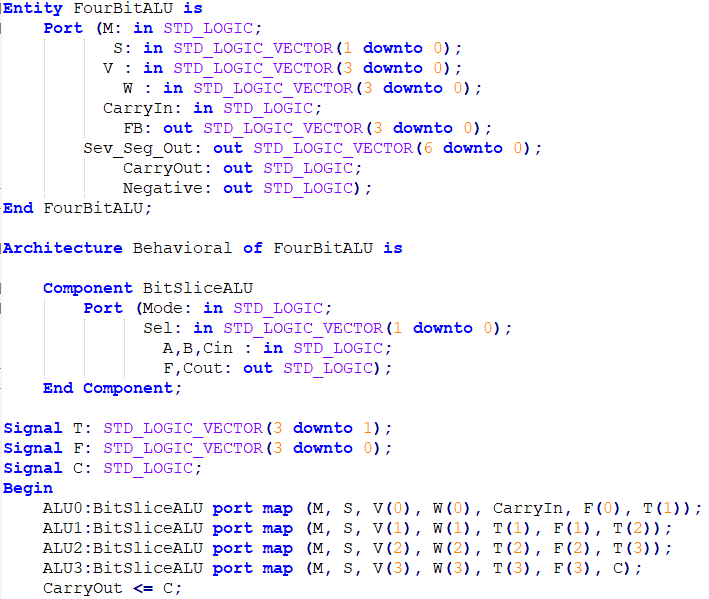 Entity FourBitALU is
Port (M: in STD_LOGIC;
S: in STD_LOGIC_VECTOR(1 downto 0);
V : in STD_LOGIC_VECTOR(3 downto 0);
W : in STD_LOGIC_VECTOR(3 downto 0);
CarryIn: in STD_LOGIC;
FB: out STD_LOGIC_VECTOR(3 downto 0);
Sev_Seg_Out: out STD_LOGIC_VECTOR(6 downto 0);
CarryOut: out STD_LOGIC;
Negative: out STD_LOGIC);
End FourBitALU;
Architecture Behavioral of FourBitALU is
Component BitSliceALU
Port (Mode: in STD_LOGIC;
Sel: in STD_LOGIC_VECTOR(1 downto 0);
A,B,Cin : in STD_LOGIC;
F,Cout: out STD_LOGIC);
End Component;
Signal T: STD_LOGIC_VECTOR(3 downto 1);
Signal F: STD_LOGIC_VECTOR(3 downto 0);
Signal C: STD_LOGIC;
Begin
ALU0:BitSliceALU port map (M, S, V(0), W(0), CarryIn, F(0), T(1));
ALU1:BitSliceALU port map (M, S, V(1), W(1), T(1), F(1), T(2));
ALU2:BitSliceALU port map (M, S, V(2), W(2), T(2), F(2), T(3));
ALU3:BitSliceALU port map (M, S, V(3), W(3), T(3), F(3), C);
CarryOut <= C;